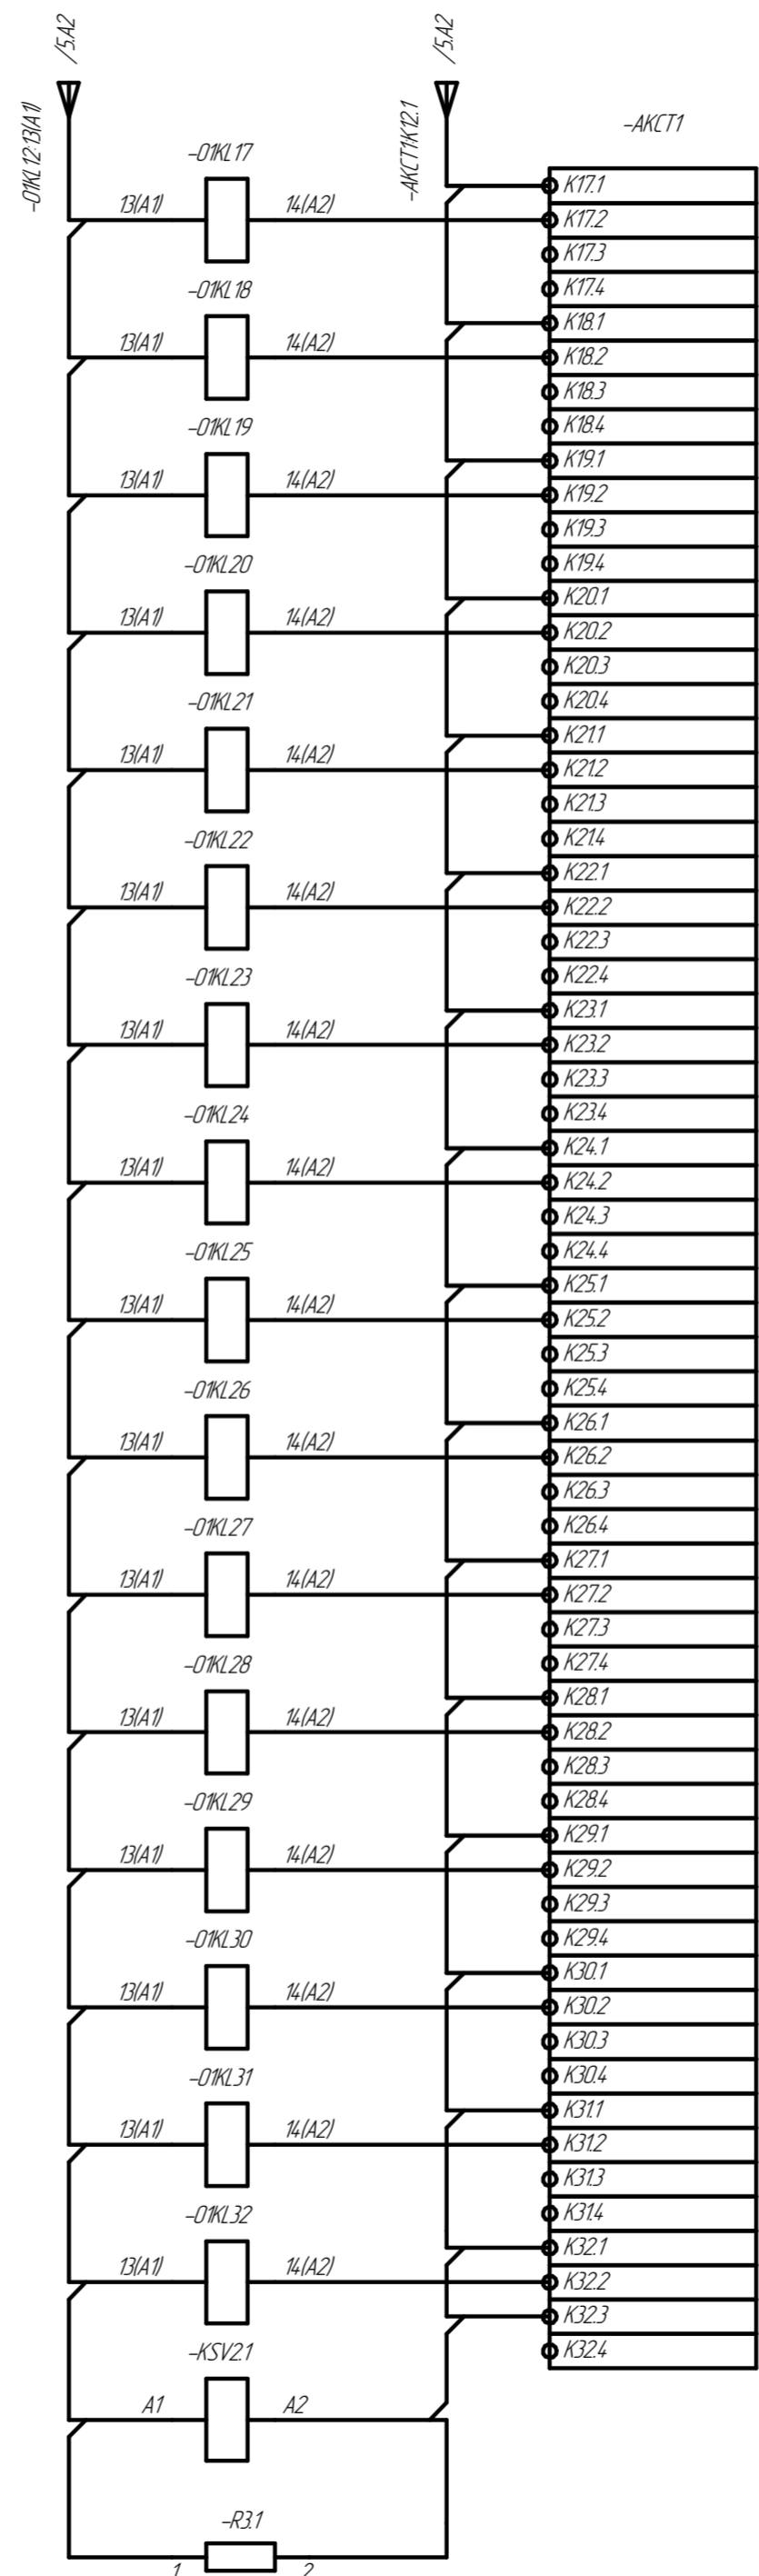 /5.A2
/5.A2
-01KL12:13(A1)
-AKCT1:K12.1
-AKCT1
-01KL17
13(A1)
14(A2)
K17.1
K17.2
K17.3
K17.4
-01KL18
13(A1)
14(A2)
K18.1
K18.2
K18.3
K18.4
-01KL19
13(A1)
14(A2)
K19.1
K19.2
K19.3
K19.4
-01KL20
13(A1)
14(A2)
K20.1
K20.2
K20.3
K20.4
-01KL21
13(A1)
14(A2)
K21.1
K21.2
K21.3
K21.4
-01KL22
13(A1)
14(A2)
K22.1
K22.2
K22.3
K22.4
-01KL23
13(A1)
14(A2)
K23.1
K23.2
K23.3
K23.4
-01KL24
13(A1)
14(A2)
K24.1
K24.2
K24.3
K24.4
-01KL25
13(A1)
14(A2)
K25.1
K25.2
K25.3
K25.4
-01KL26
13(A1)
14(A2)
K26.1
K26.2
K26.3
K26.4
-01KL27
13(A1)
14(A2)
K27.1
K27.2
K27.3
K27.4
-01KL28
13(A1)
14(A2)
K28.1
K28.2
K28.3
K28.4
-01KL29
13(A1)
14(A2)
K29.1
K29.2
K29.3
K29.4
-01KL30
13(A1)
14(A2)
K30.1
K30.2
K30.3
K30.4
-01KL31
13(A1)
14(A2)
K31.1
K31.2
K31.3
K31.4
-01KL32
13(A1)
14(A2)
K32.1
K32.2
K32.3
K32.4
-KSV2.1
A1
A2
-R3.1
1
2